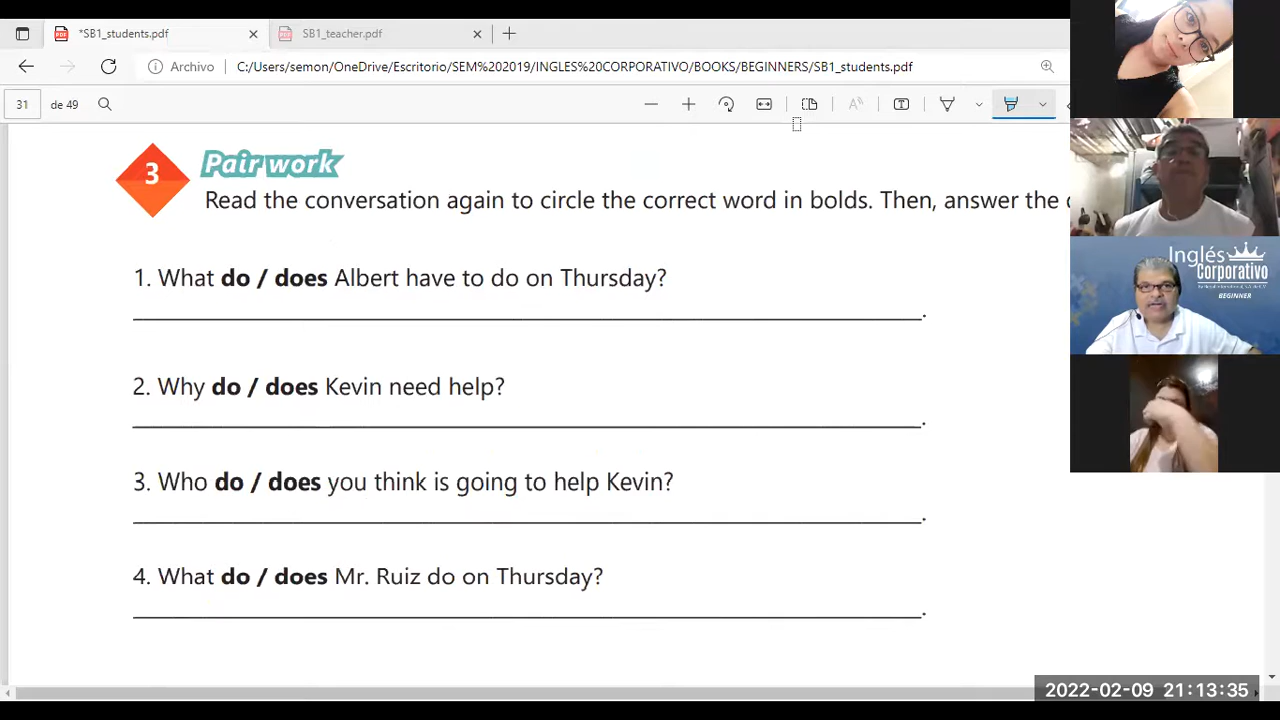 *SB1_students.pdf
SB1_teacher.pdf
Archivo
C:/Users/semon/OneDrive/Escritorio/SEM%202019/INGLES%20CORPORATIVO/BOOKS/BEGINNERS/SB1_students.pdf
31 de 49
3 Pair work
Read the conversation again to circle the correct word in bolds. Then, answer the
1. What do / does Albert have to do on Thursday?
2. Why do / does Kevin need help?
3. Who do / does you think is going to help Kevin?
4. What do / does Mr. Ruiz do on Thursday?
Inglés
Corporativo
BEGINNER
2022-02-09 21:13:35